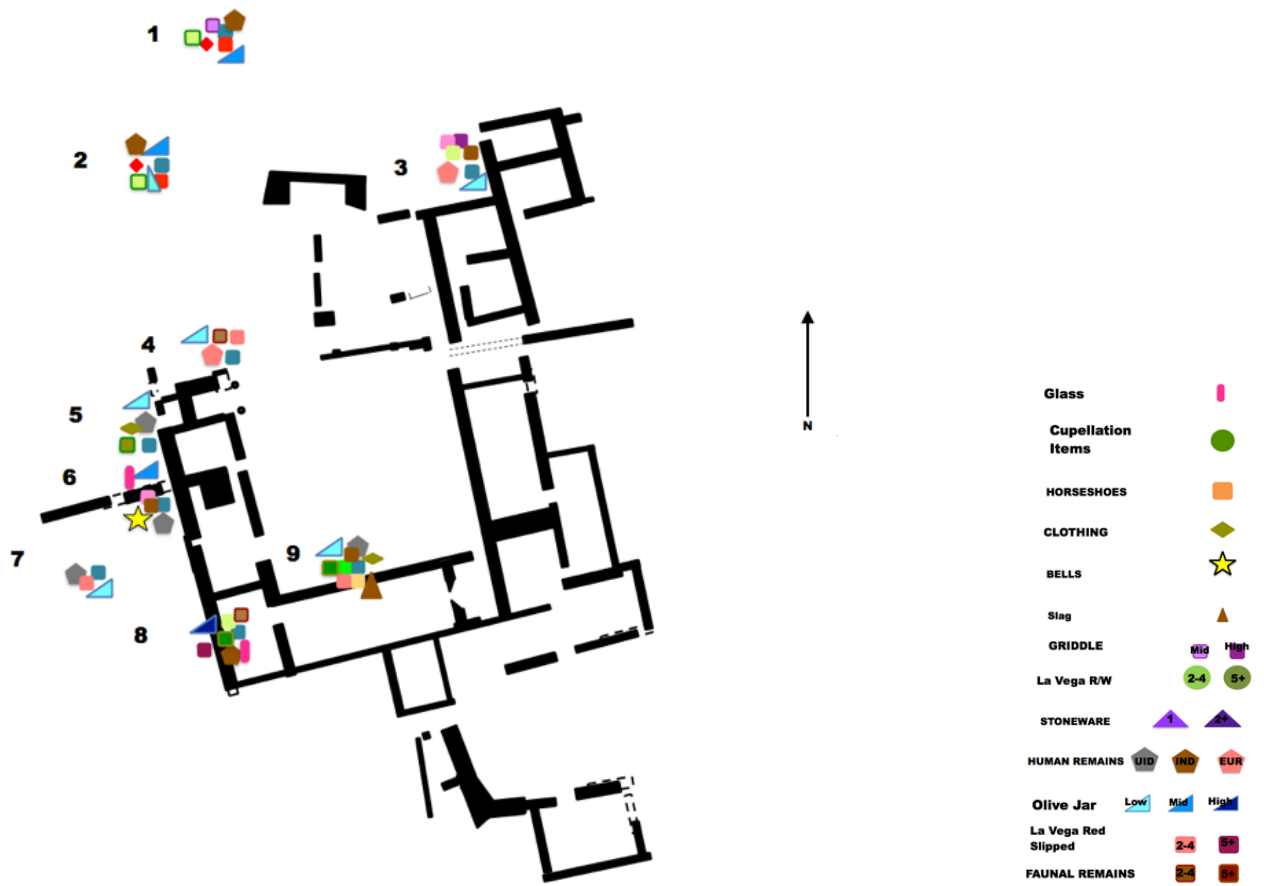 1
2
3
4
5
6
7
8
9
N
Glass
Cupellation
Items
HORSESHOES
CLOTHING
BELLS
Slag
GRIDDLE Mid High
La Vega R/W 2-4 5+
STONEWARE 1 2+
HUMAN REMAINS UID IND EUR
Olive Jar Low Mid High
La Vega Red
Slipped 2-4 5+
FAUNAL REMAINS 2-4 5+